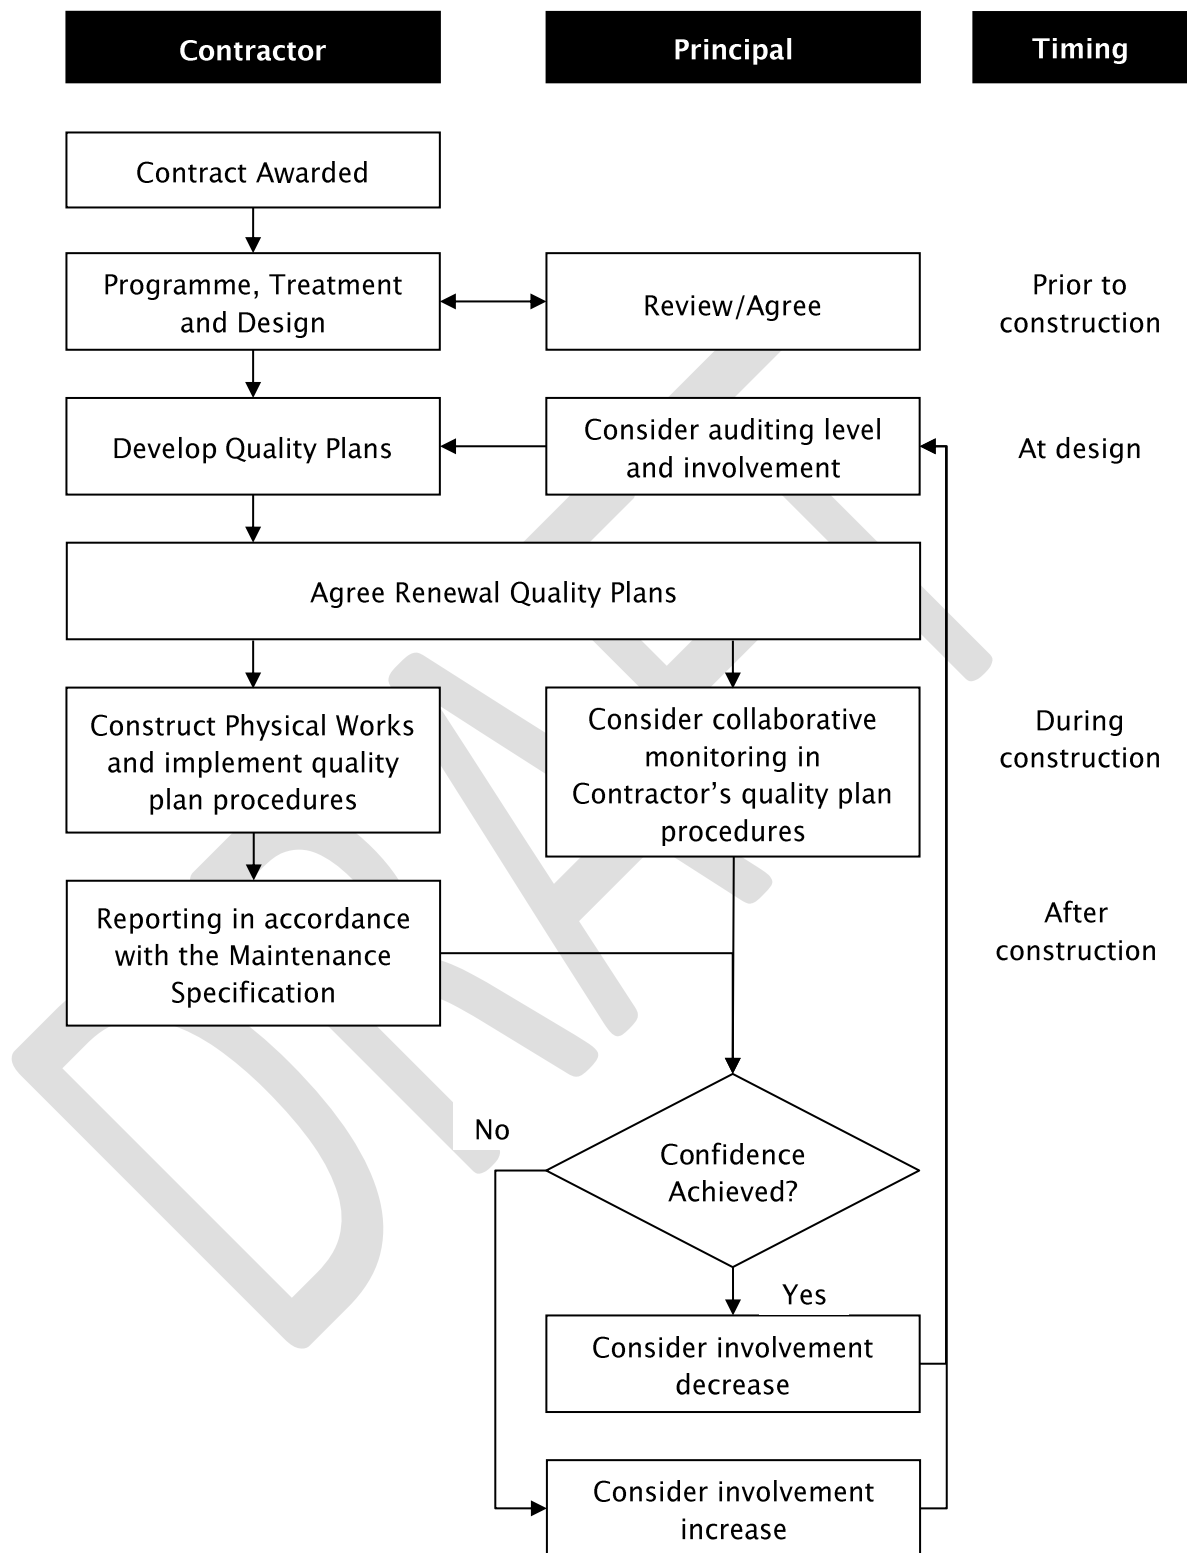 Contractor
Principal
Timing
Contract Awarded
Programme, Treatment
and Design
Review/Agree
Prior to
construction
Develop Quality Plans
Consider auditing level
and involvement
At design
Agree Renewal Quality Plans
Construct Physical Works
and implement quality
plan procedures
Consider collaborative
monitoring in
Contractor’s quality plan
procedures
During
construction
Reporting in accordance
with the Maintenance
Specification
After
construction
No
Confidence
Achieved?
Yes
Consider involvement
decrease
Consider involvement
increase
DRAFT